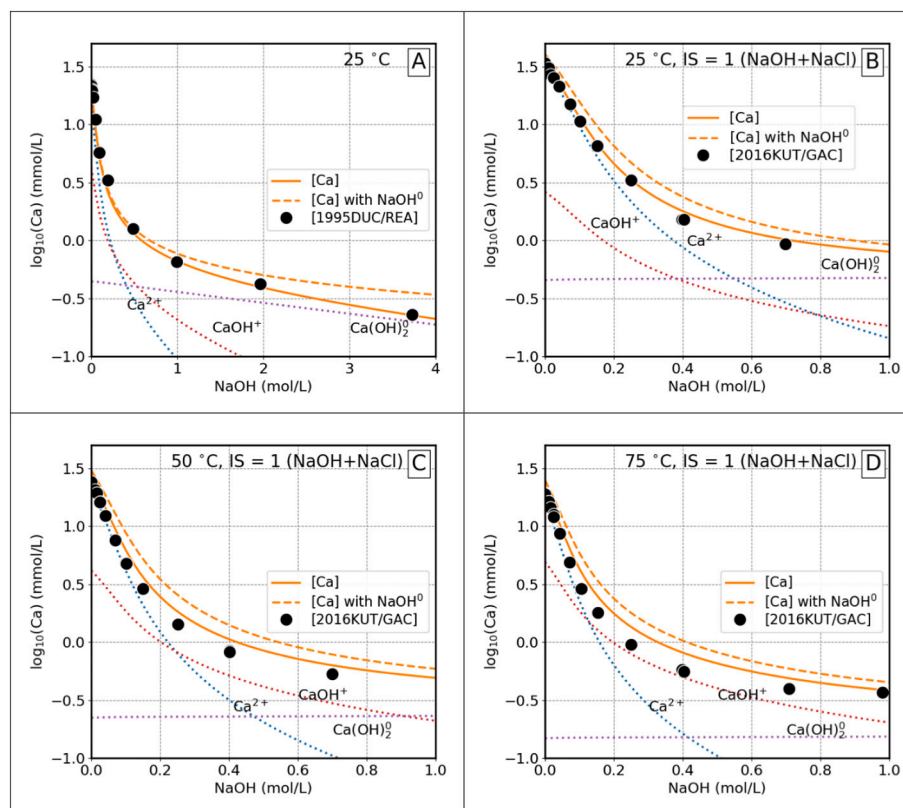 25 °C A
1.5
1.0
0.5
0.0
−0.5
−1.0
log₁₀(Ca) (mmol/L)
[Ca]
[Ca] with NaOH⁰
[1995DUC/REA]
Ca²⁺
CaOH⁺
Ca(OH)₂⁰
0 1 2 3 4
NaOH (mol/L)
25 °C, IS = 1 (NaOH+NaCl) B
1.5
1.0
0.5
0.0
−0.5
−1.0
log₁₀(Ca) (mmol/L)
[Ca]
[Ca] with NaOH⁰
[2016KUT/GAC]
CaOH⁺
Ca²⁺
Ca(OH)₂⁰
0.0 0.2 0.4 0.6 0.8 1.0
NaOH (mol/L)
50 °C, IS = 1 (NaOH+NaCl) C
1.5
1.0
0.5
0.0
−0.5
−1.0
log₁₀(Ca) (mmol/L)
[Ca]
[Ca] with NaOH⁰
[2016KUT/GAC]
CaOH⁺
Ca²⁺
Ca(OH)₂⁰
0.0 0.2 0.4 0.6 0.8 1.0
NaOH (mol/L)
75 °C, IS = 1 (NaOH+NaCl) D
1.5
1.0
0.5
0.0
−0.5
−1.0
log₁₀(Ca) (mmol/L)
[Ca]
[Ca] with NaOH⁰
[2016KUT/GAC]
CaOH⁺
Ca²⁺
Ca(OH)₂⁰
0.0 0.2 0.4 0.6 0.8 1.0
NaOH (mol/L)